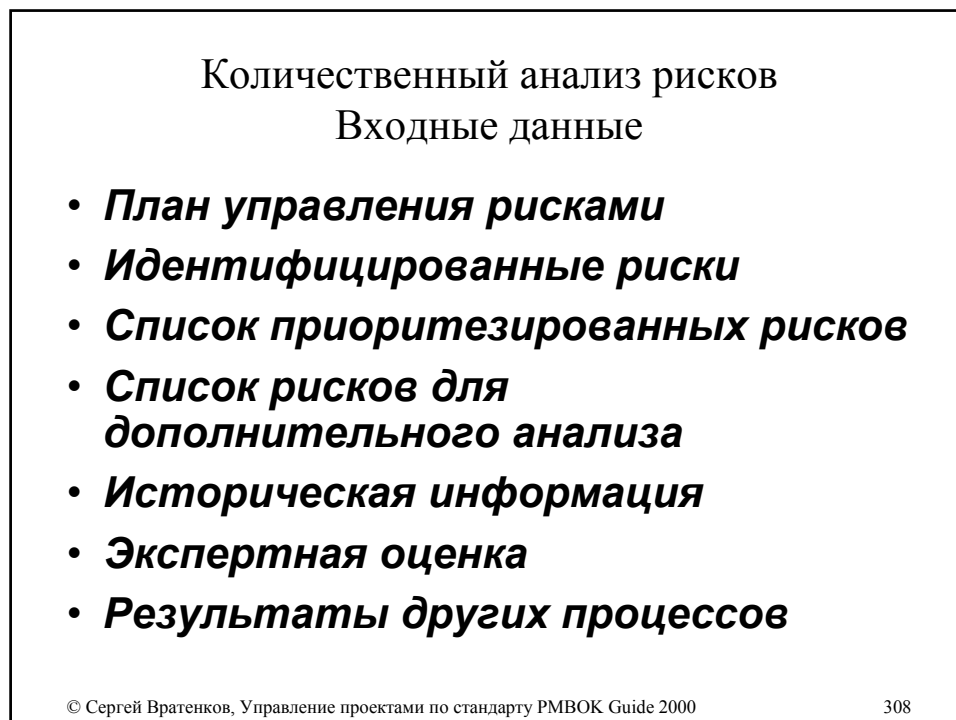 Количественный анализ рисков
Входные данные
• План управления рисками
• Идентифицированные риски
• Список приоритезированных рисков
• Список рисков для
дополнительного анализа
• Историческая информация
• Экспертная оценка
• Результаты других процессов
© Сергей Вратенков, Управление проектами по стандарту PMBOK Guide 2000 308